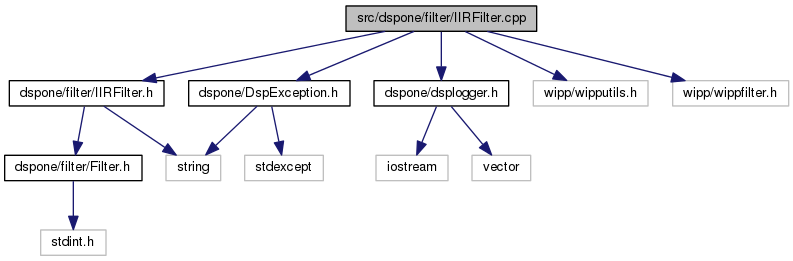 src/dspone/filter/IIRFilter.cpp
dspone/filter/IIRFilter.h
dspone/DspException.h
dspone/dsplogger.h
wipp/wipputils.h
wipp/wippfilter.h
dspone/filter/Filter.h
string
stdexcept
iostream
vector
stdint.h